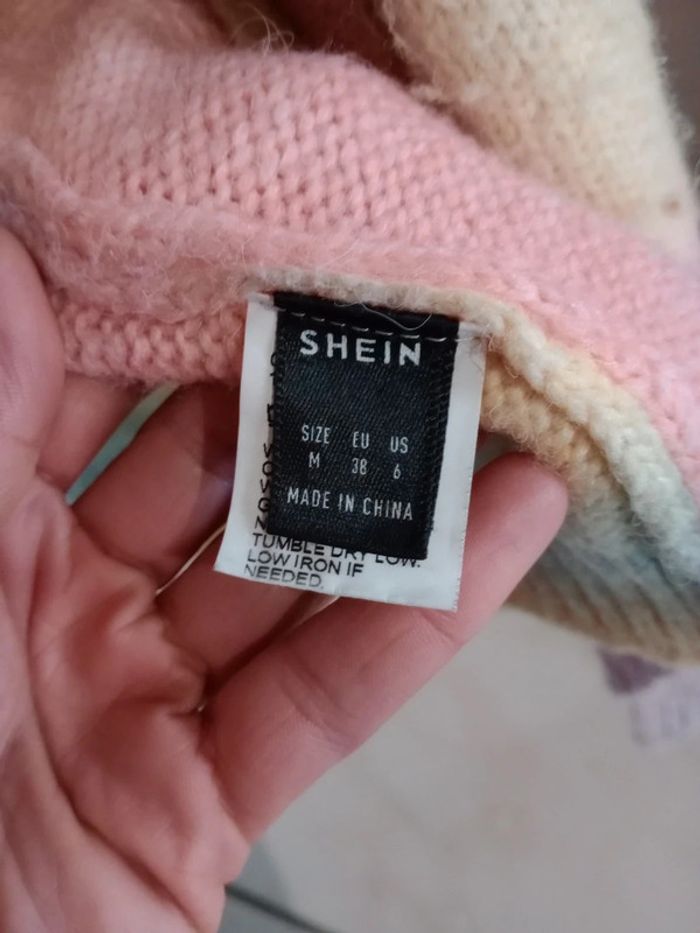 SHEIN
SIZE EU US
M 38 6
MADE IN CHINA
TUMBLE DRY LOW.
LOW IRON IF
NEEDED.